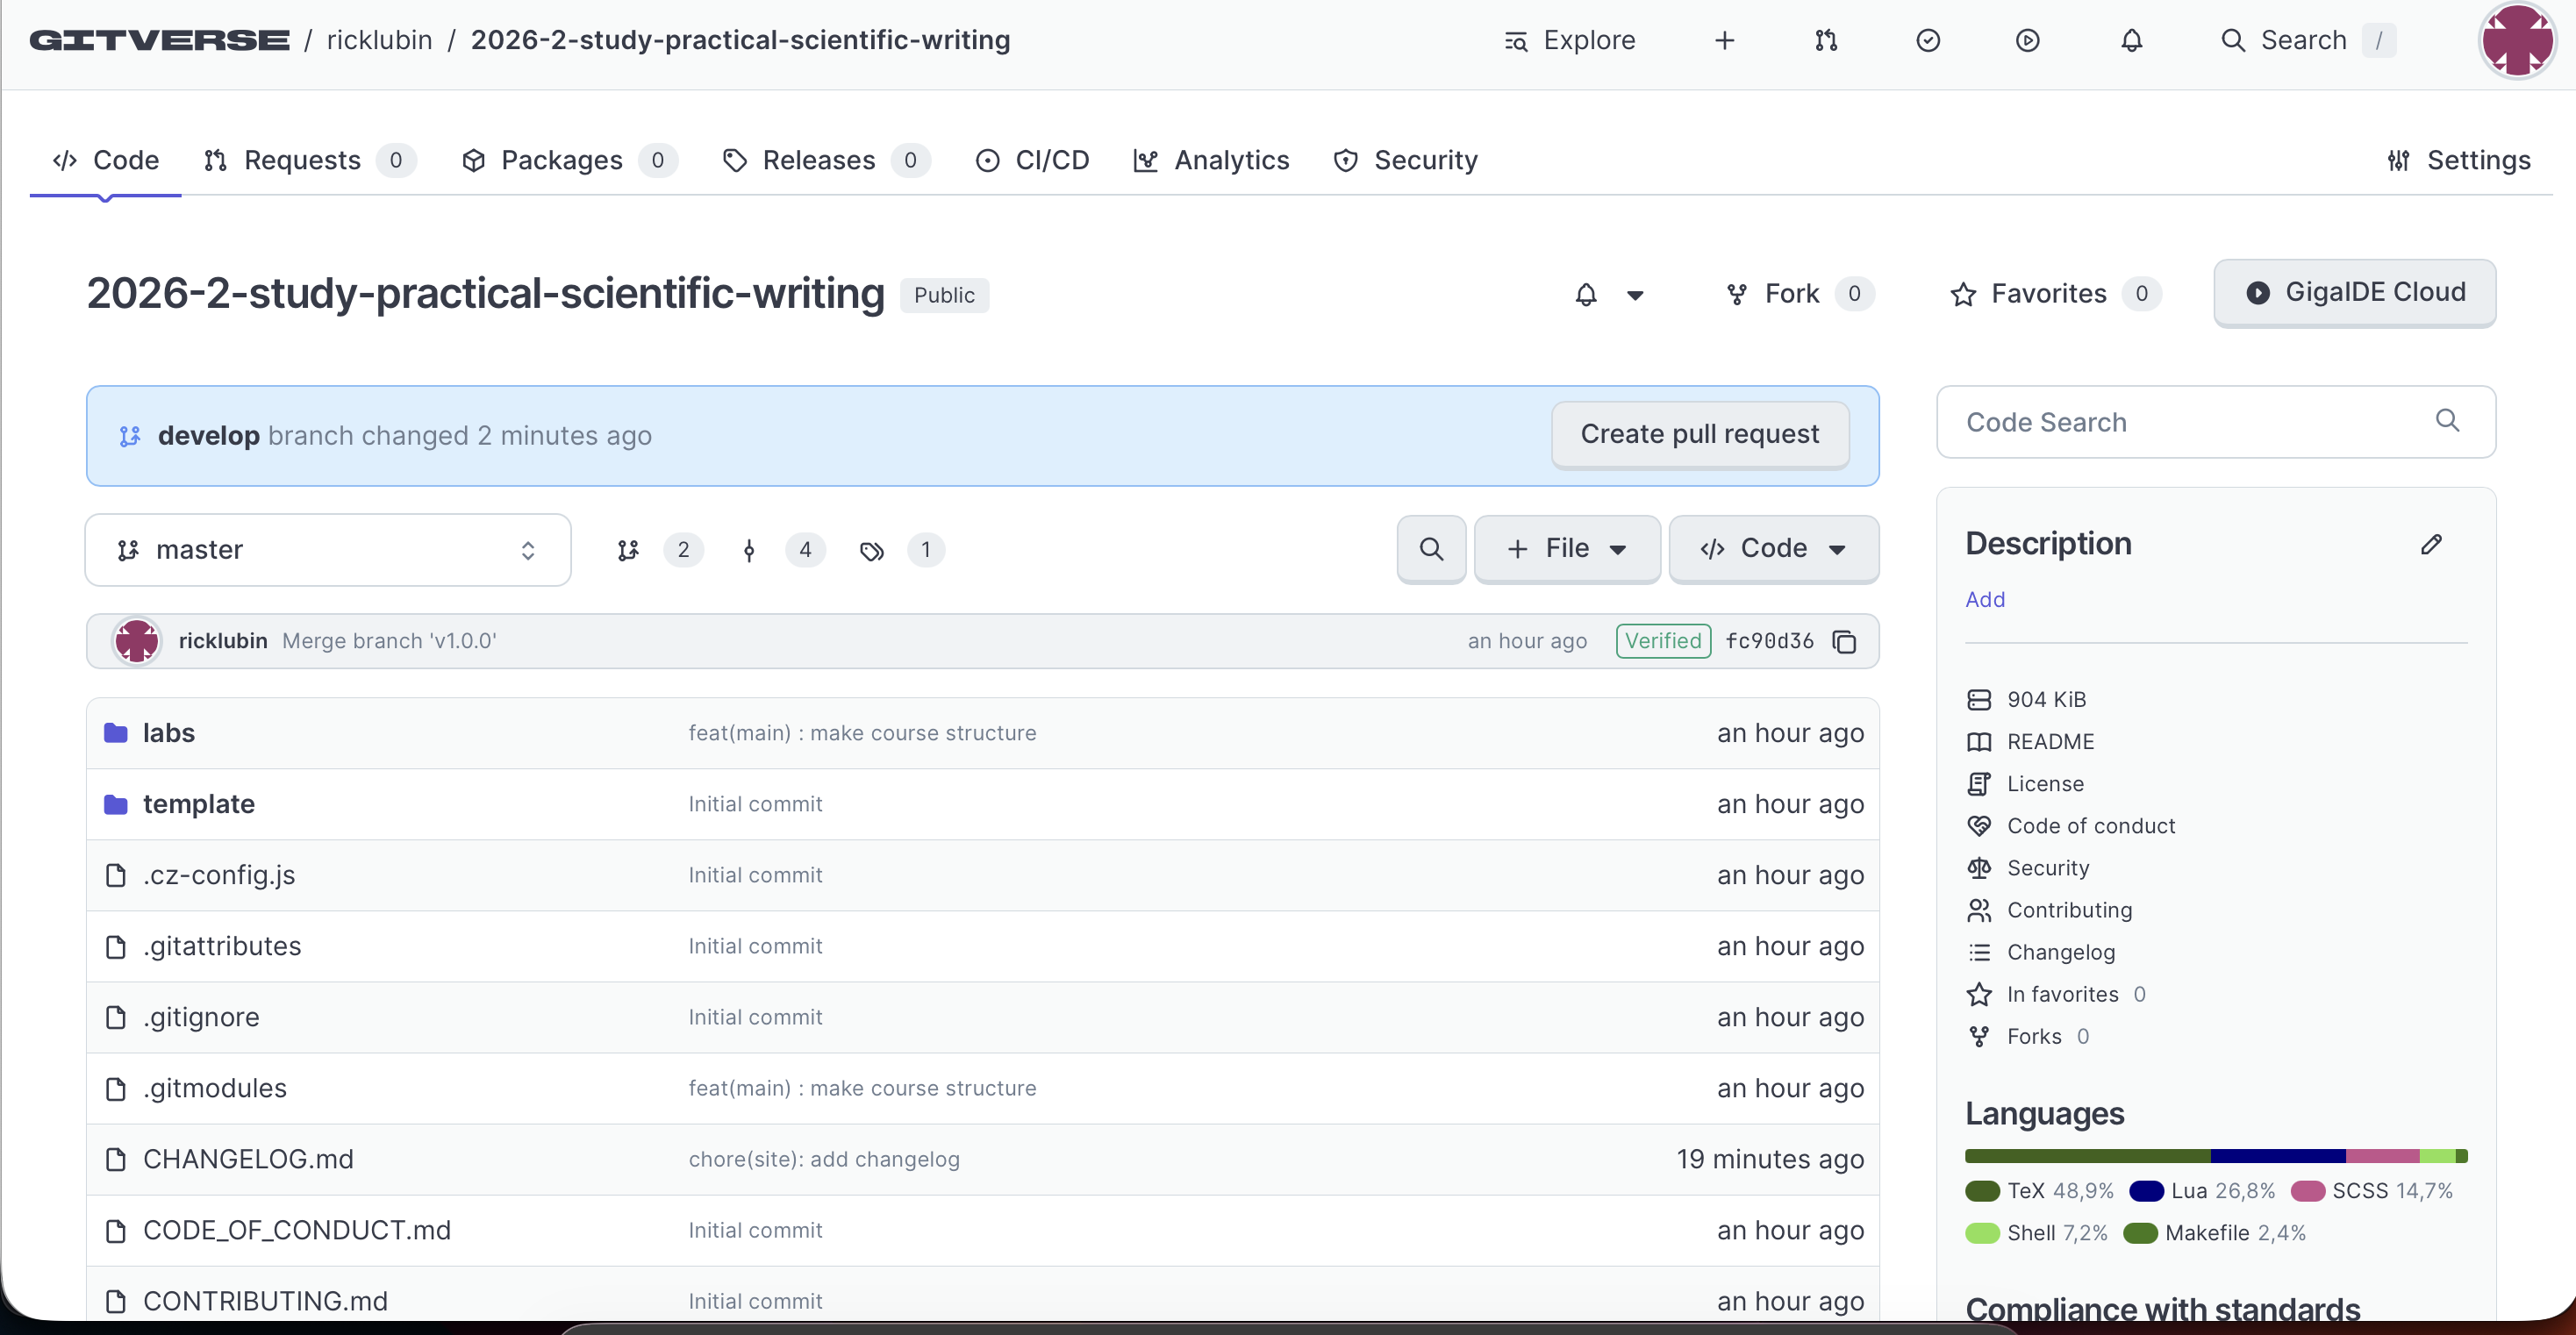 GITVERSE / ricklubin / 2026-2-study-practical-scientific-writing Explore Search /
Code Requests 0 Packages 0 Releases 0 CI/CD Analytics Security Settings
2026-2-study-practical-scientific-writing Public Fork 0 Favorites 0 GigaIDE Cloud
develop branch changed 2 minutes ago Create pull request
Code Search
master 2 4 1 File Code
ricklubin Merge branch 'v1.0.0' an hour ago Verified fc90d36
labs feat(main) : make course structure an hour ago
template Initial commit an hour ago
.cz-config.js Initial commit an hour ago
.gitattributes Initial commit an hour ago
.gitignore Initial commit an hour ago
.gitmodules feat(main) : make course structure an hour ago
CHANGELOG.md chore(site): add changelog 19 minutes ago
CODE_OF_CONDUCT.md Initial commit an hour ago
CONTRIBUTING.md Initial commit an hour ago
Description
Add
904 KiB
README
License
Code of conduct
Security
Contributing
Changelog
In favorites 0
Forks 0
Languages
TeX 48,9% Lua 26,8% SCSS 14,7%
Shell 7,2% Makefile 2,4%
Compliance with standards